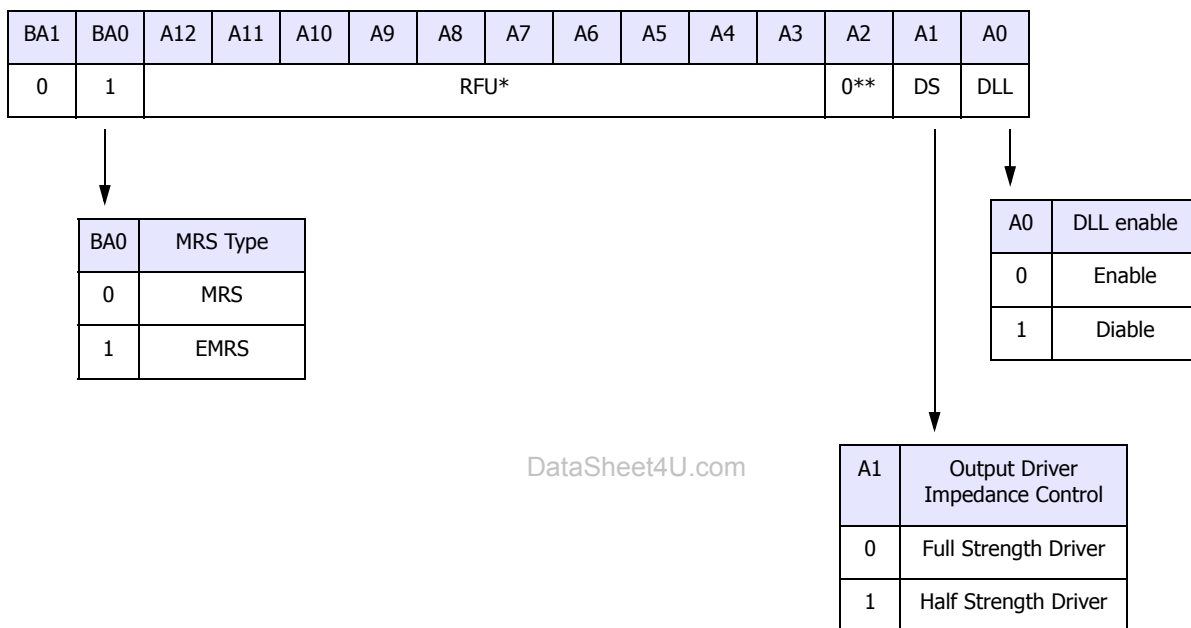 BA1 BA0 A12 A11 A10 A9 A8 A7 A6 A5 A4 A3 A2 A1 A0
0 1 RFU* 0** DS DLL
BA0 MRS Type
0 MRS
1 EMRS
A0 DLL enable
0 Enable
1 Diable
DataSheet4U.com
A1 Output Driver
Impedance Control
0 Full Strength Driver
1 Half Strength Driver